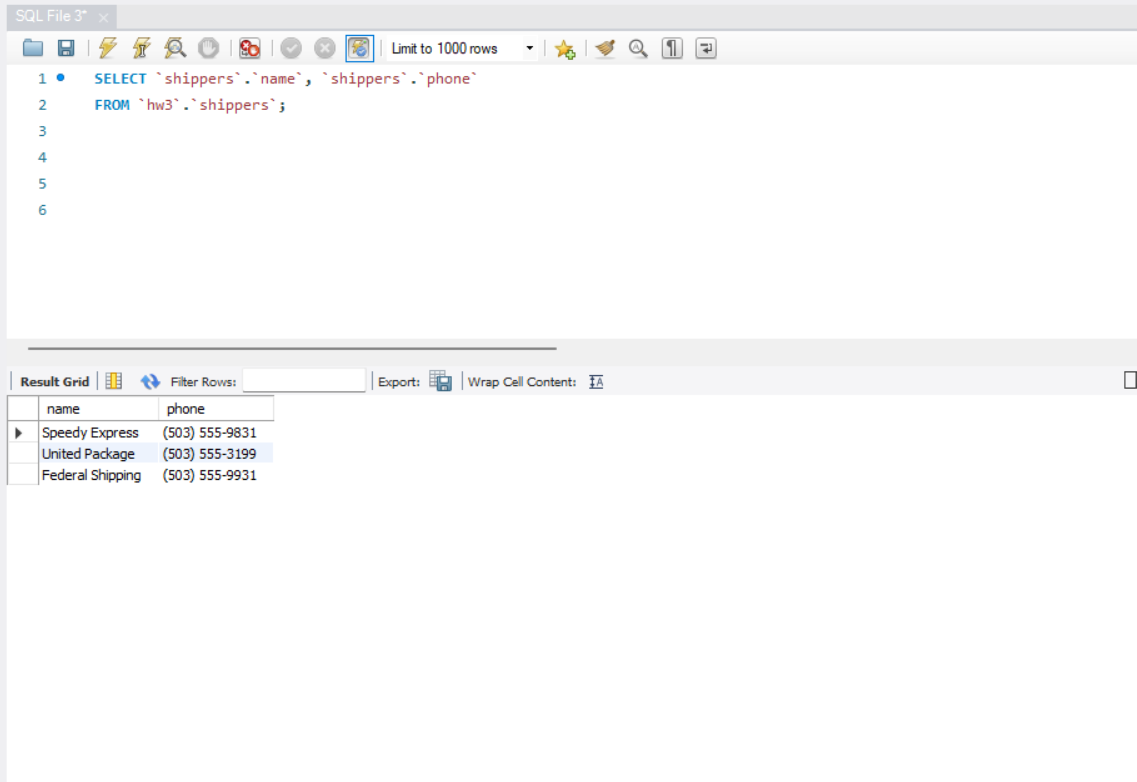 SQL File 3*
Limit to 1000 rows
1 SELECT `shippers`.`name`, `shippers`.`phone`
2 FROM `hw3`.`shippers`;
3
4
5
6
Result Grid Filter Rows: Export: Wrap Cell Content: IA
name phone
Speedy Express (503) 555-9831
United Package (503) 555-3199
Federal Shipping (503) 555-9931